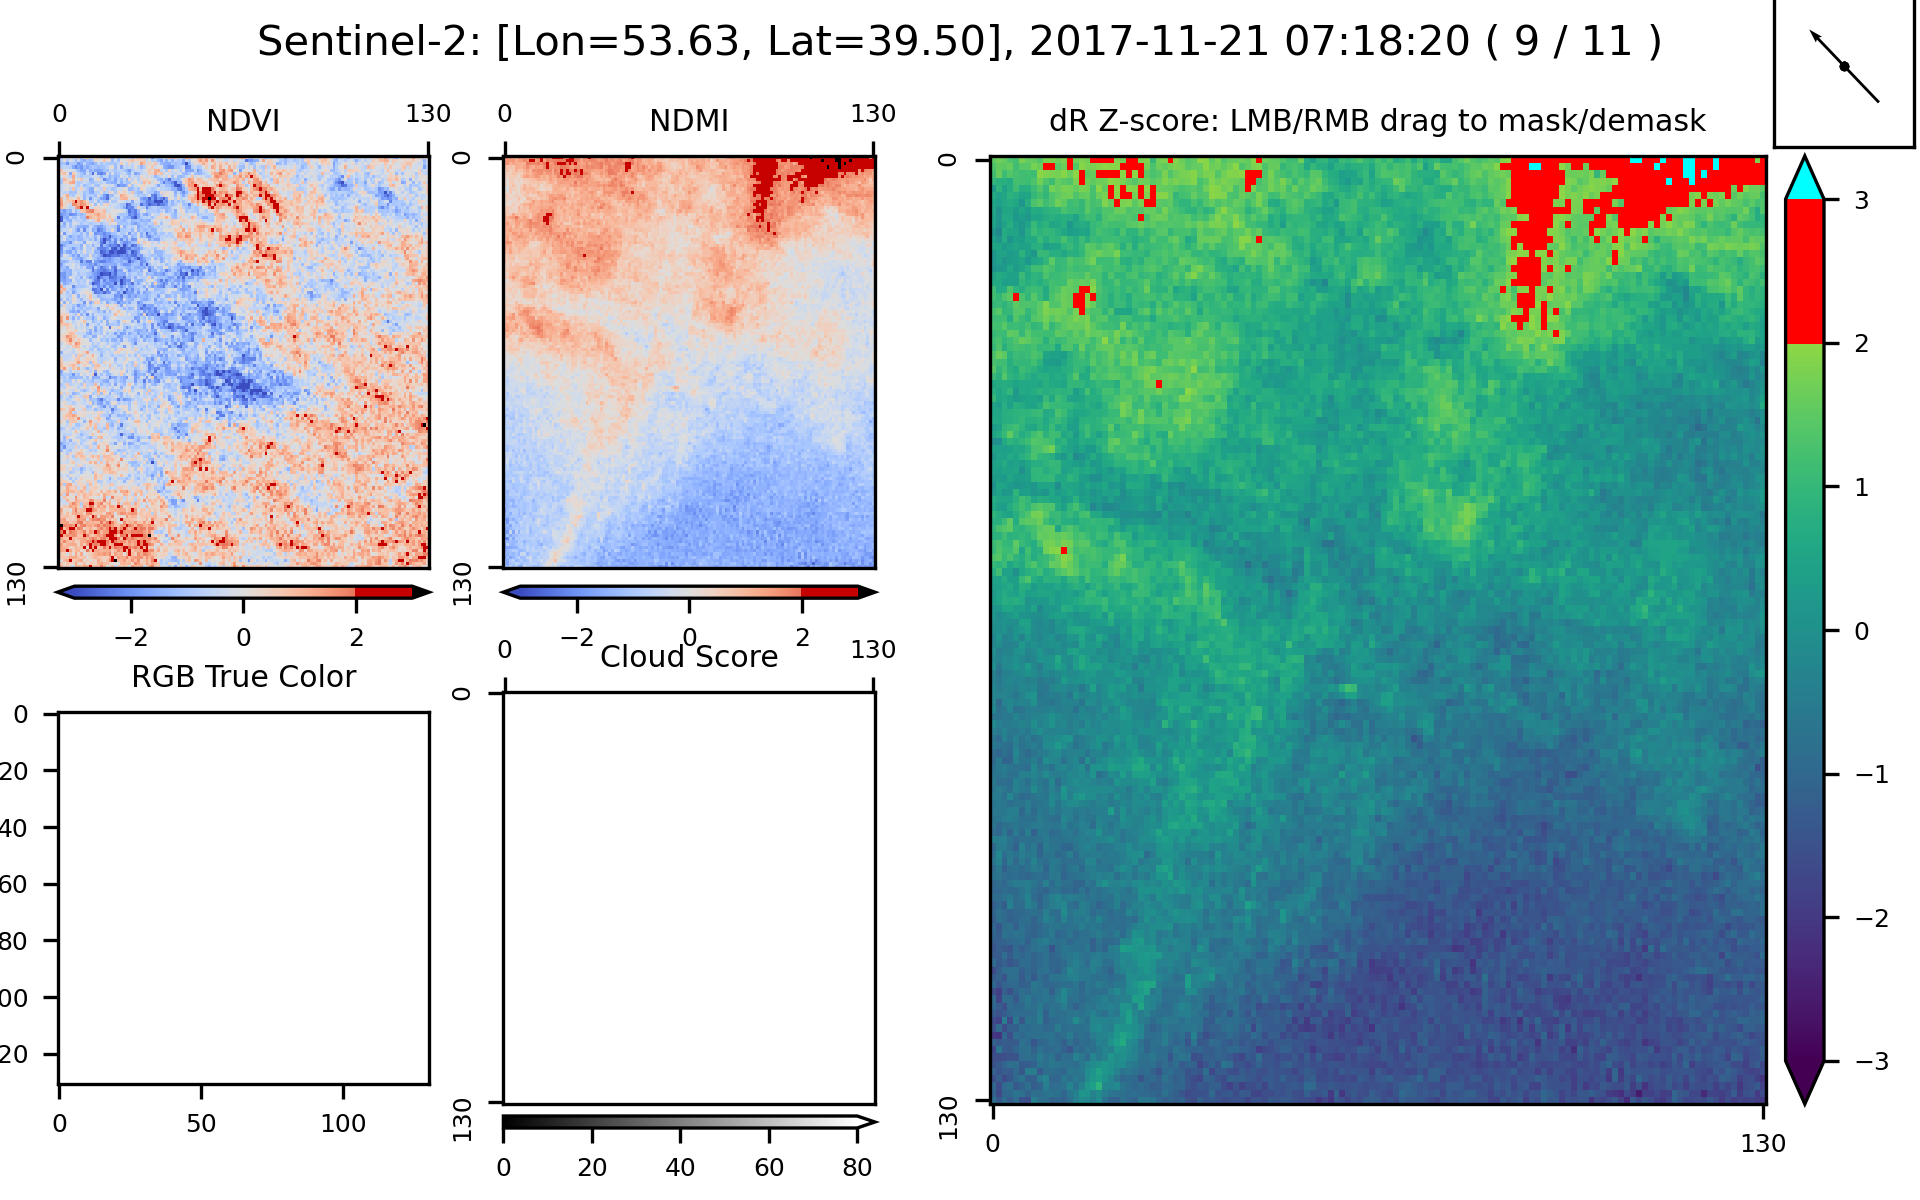 Sentinel-2: [Lon=53.63, Lat=39.50], 2017-11-21 07:18:20 ( 9 / 11 )
NDVI
0 130
0
130
−2 0 2
NDMI
0 130
0
130
−2 0 2
dR Z-score: LMB/RMB drag to mask/demask
0
130
0 130
3
2
1
0
−1
−2
−3
RGB True Color
0
20
40
60
80
00
20
0 50 100
Cloud Score
0 130
0
130
0 20 40 60 80